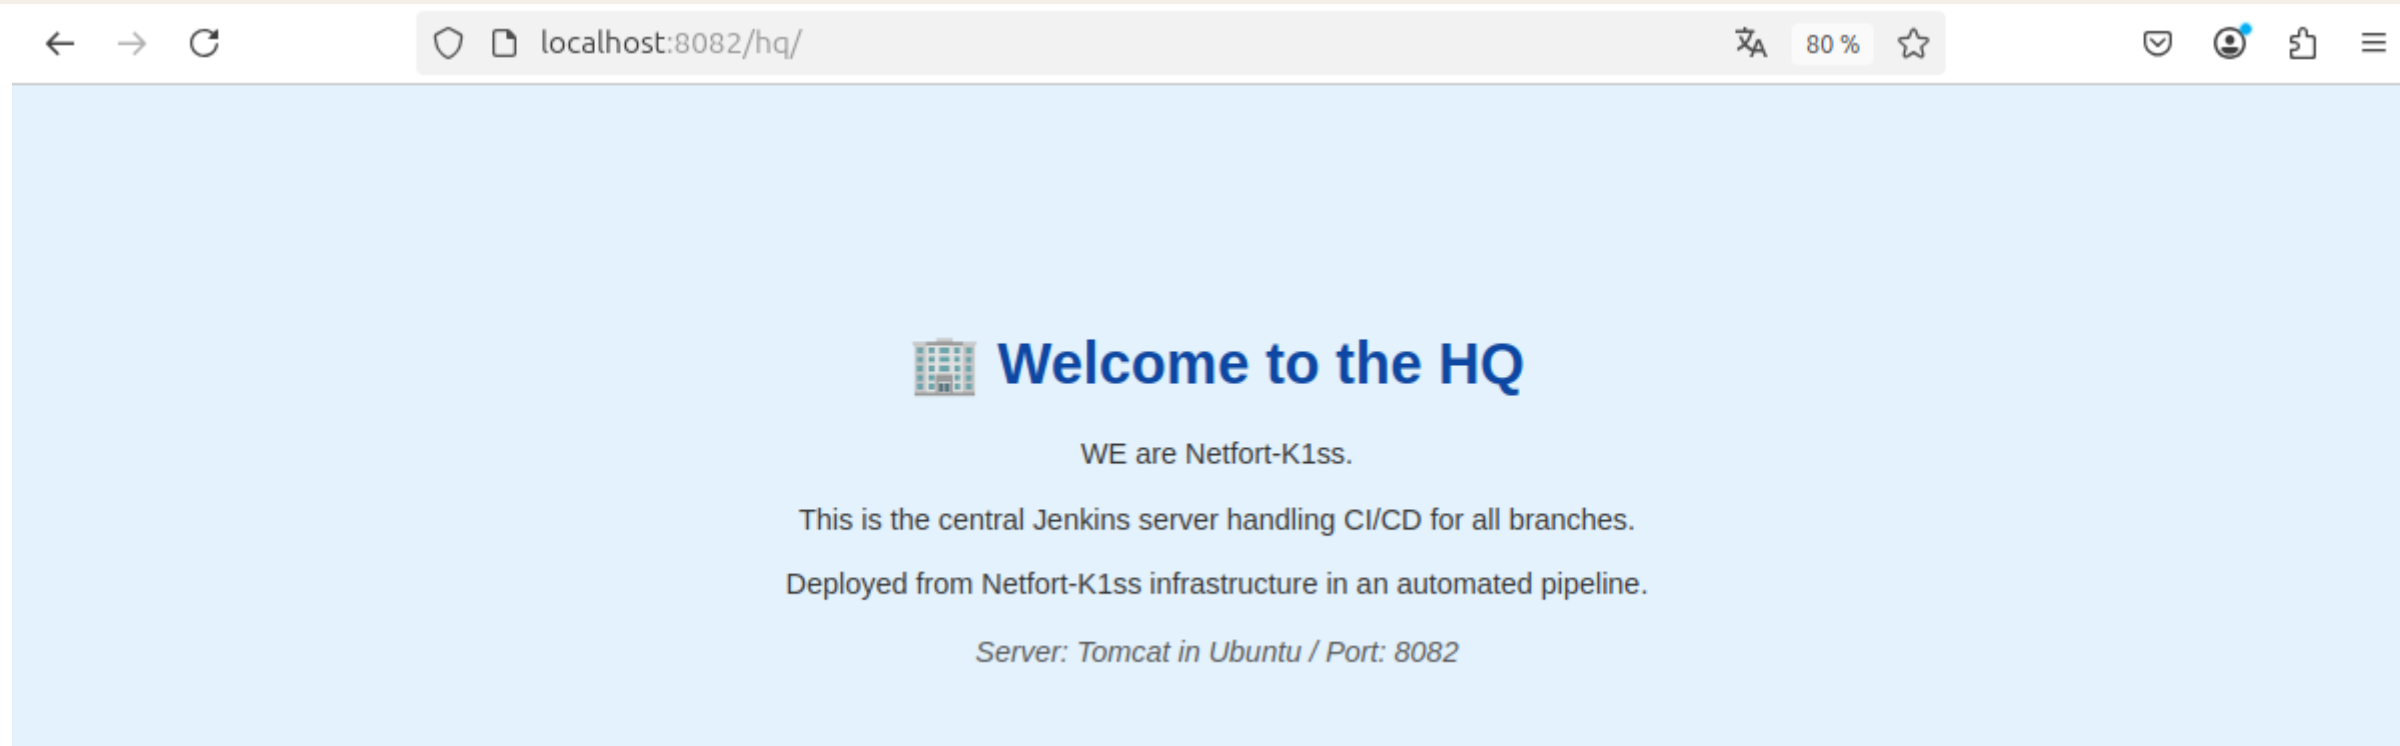 localhost:8082/hq/
80 %
Welcome to the HQ
WE are Netfort-K1ss.
This is the central Jenkins server handling CI/CD for all branches.
Deployed from Netfort-K1ss infrastructure in an automated pipeline.
Server: Tomcat in Ubuntu / Port: 8082